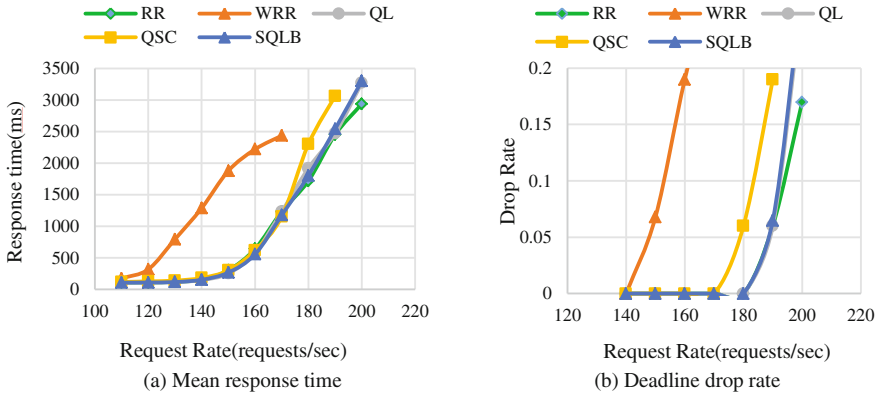 RR WRR QL
QSC SQLB
3500
3000
2500
2000
1500
1000
500
0
100 120 140 160 180 200 220
Response time(ms)
Request Rate(requests/sec)
(a) Mean response time
RR WRR QL
QSC SQLB
0.2
0.15
0.1
0.05
0
120 140 160 180 200 220
Drop Rate
Request Rate(requests/sec)
(b) Deadline drop rate